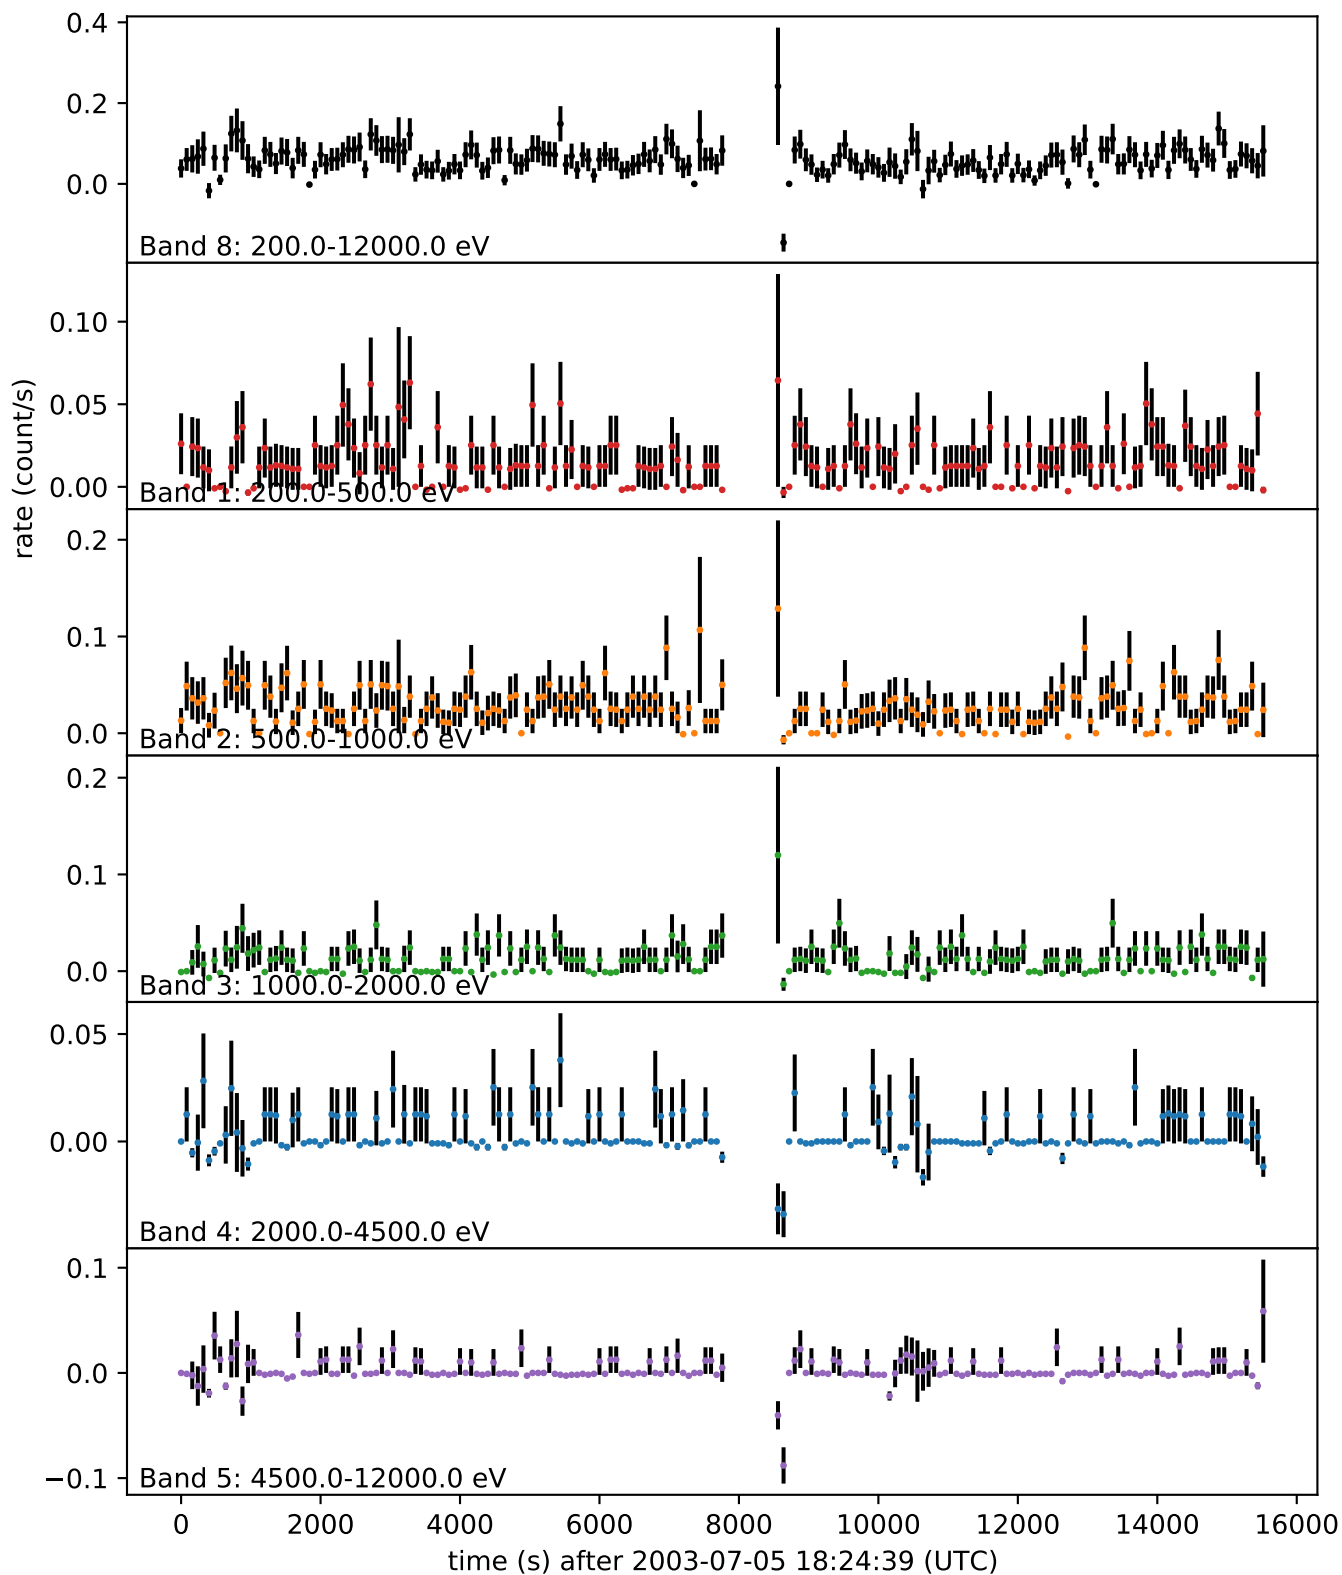 0.4
0.2
0.0
Band 8: 200.0-12000.0 eV
0.10
0.05
0.00
Band 1: 200.0-500.0 eV
rate (count/s)
0.2
0.1
0.0
Band 2: 500.0-1000.0 eV
0.2
0.1
0.0
Band 3: 1000.0-2000.0 eV
0.05
0.00
Band 4: 2000.0-4500.0 eV
0.1
0.0
−0.1
Band 5: 4500.0-12000.0 eV
0 2000 4000 6000 8000 10000 12000 14000 16000
time (s) after 2003-07-05 18:24:39 (UTC)